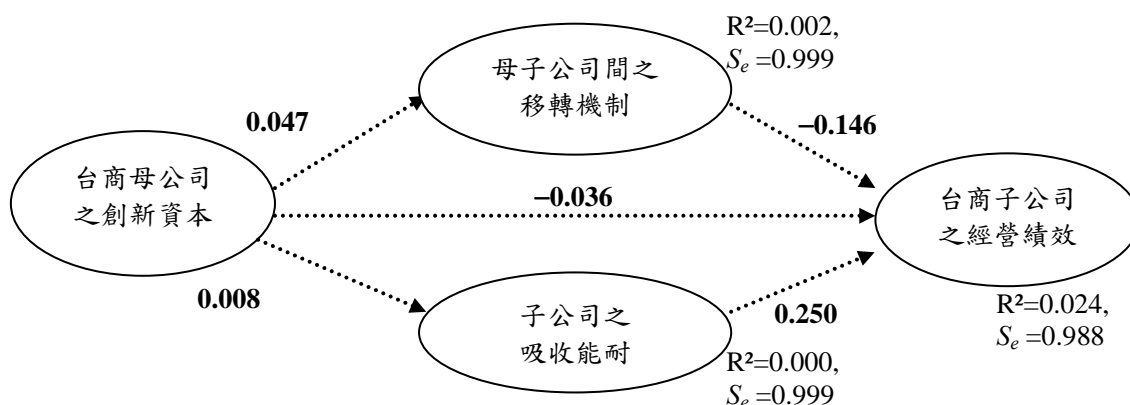 R²=0.002,
Sₑ =0.999
母子公司間之
移轉機制
0.047
−0.146
台商母公司
之創新資本
−0.036
台商子公司
之經營績效
0.008
子公司之
吸收能耐
0.250
R²=0.024,
Sₑ =0.988
R²=0.000,
Sₑ =0.999